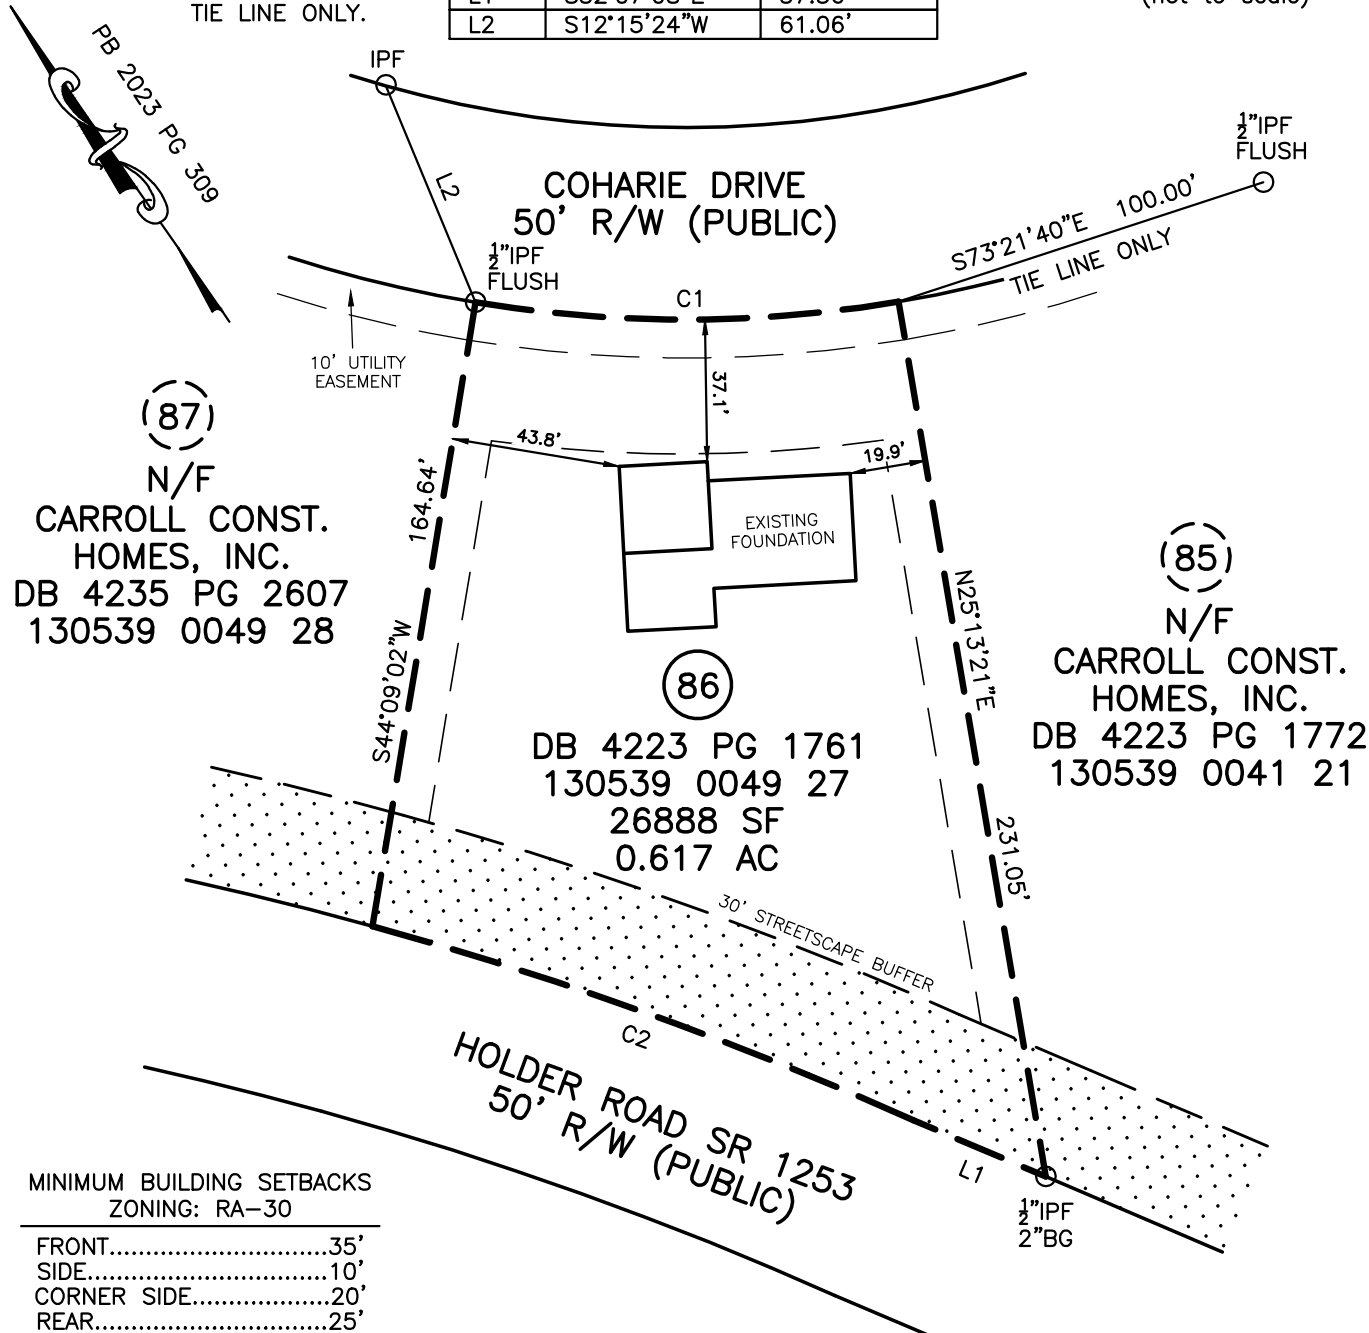 TIE LINE ONLY.
L2 S12°15'24"W 61.06'
PB 2023 PG 309
IPF
L2
COHARIE DRIVE
50' R/W (PUBLIC)
½"IPF
FLUSH
½"IPF
FLUSH
S73°21'40"E 100.00'
TIE LINE ONLY
C1
10' UTILITY
EASEMENT
37.1'
43.8'
19.9'
EXISTING
FOUNDATION
87
N/F
CARROLL CONST.
HOMES, INC.
DB 4235 PG 2607
130539 0049 28
164.64'
S44°09'02"W
N25°13'21"E
231.05'
85
N/F
CARROLL CONST.
HOMES, INC.
DB 4223 PG 1772
130539 0041 21
86
DB 4223 PG 1761
130539 0049 27
26888 SF
0.617 AC
30' STREETSCAPE BUFFER
C2
HOLDER ROAD SR 1253
50' R/W (PUBLIC)
L1
½"IPF
2"BG
MINIMUM BUILDING SETBACKS
ZONING: RA-30
FRONT..............................35'
SIDE.................................10'
CORNER SIDE...................20'
REAR................................25'